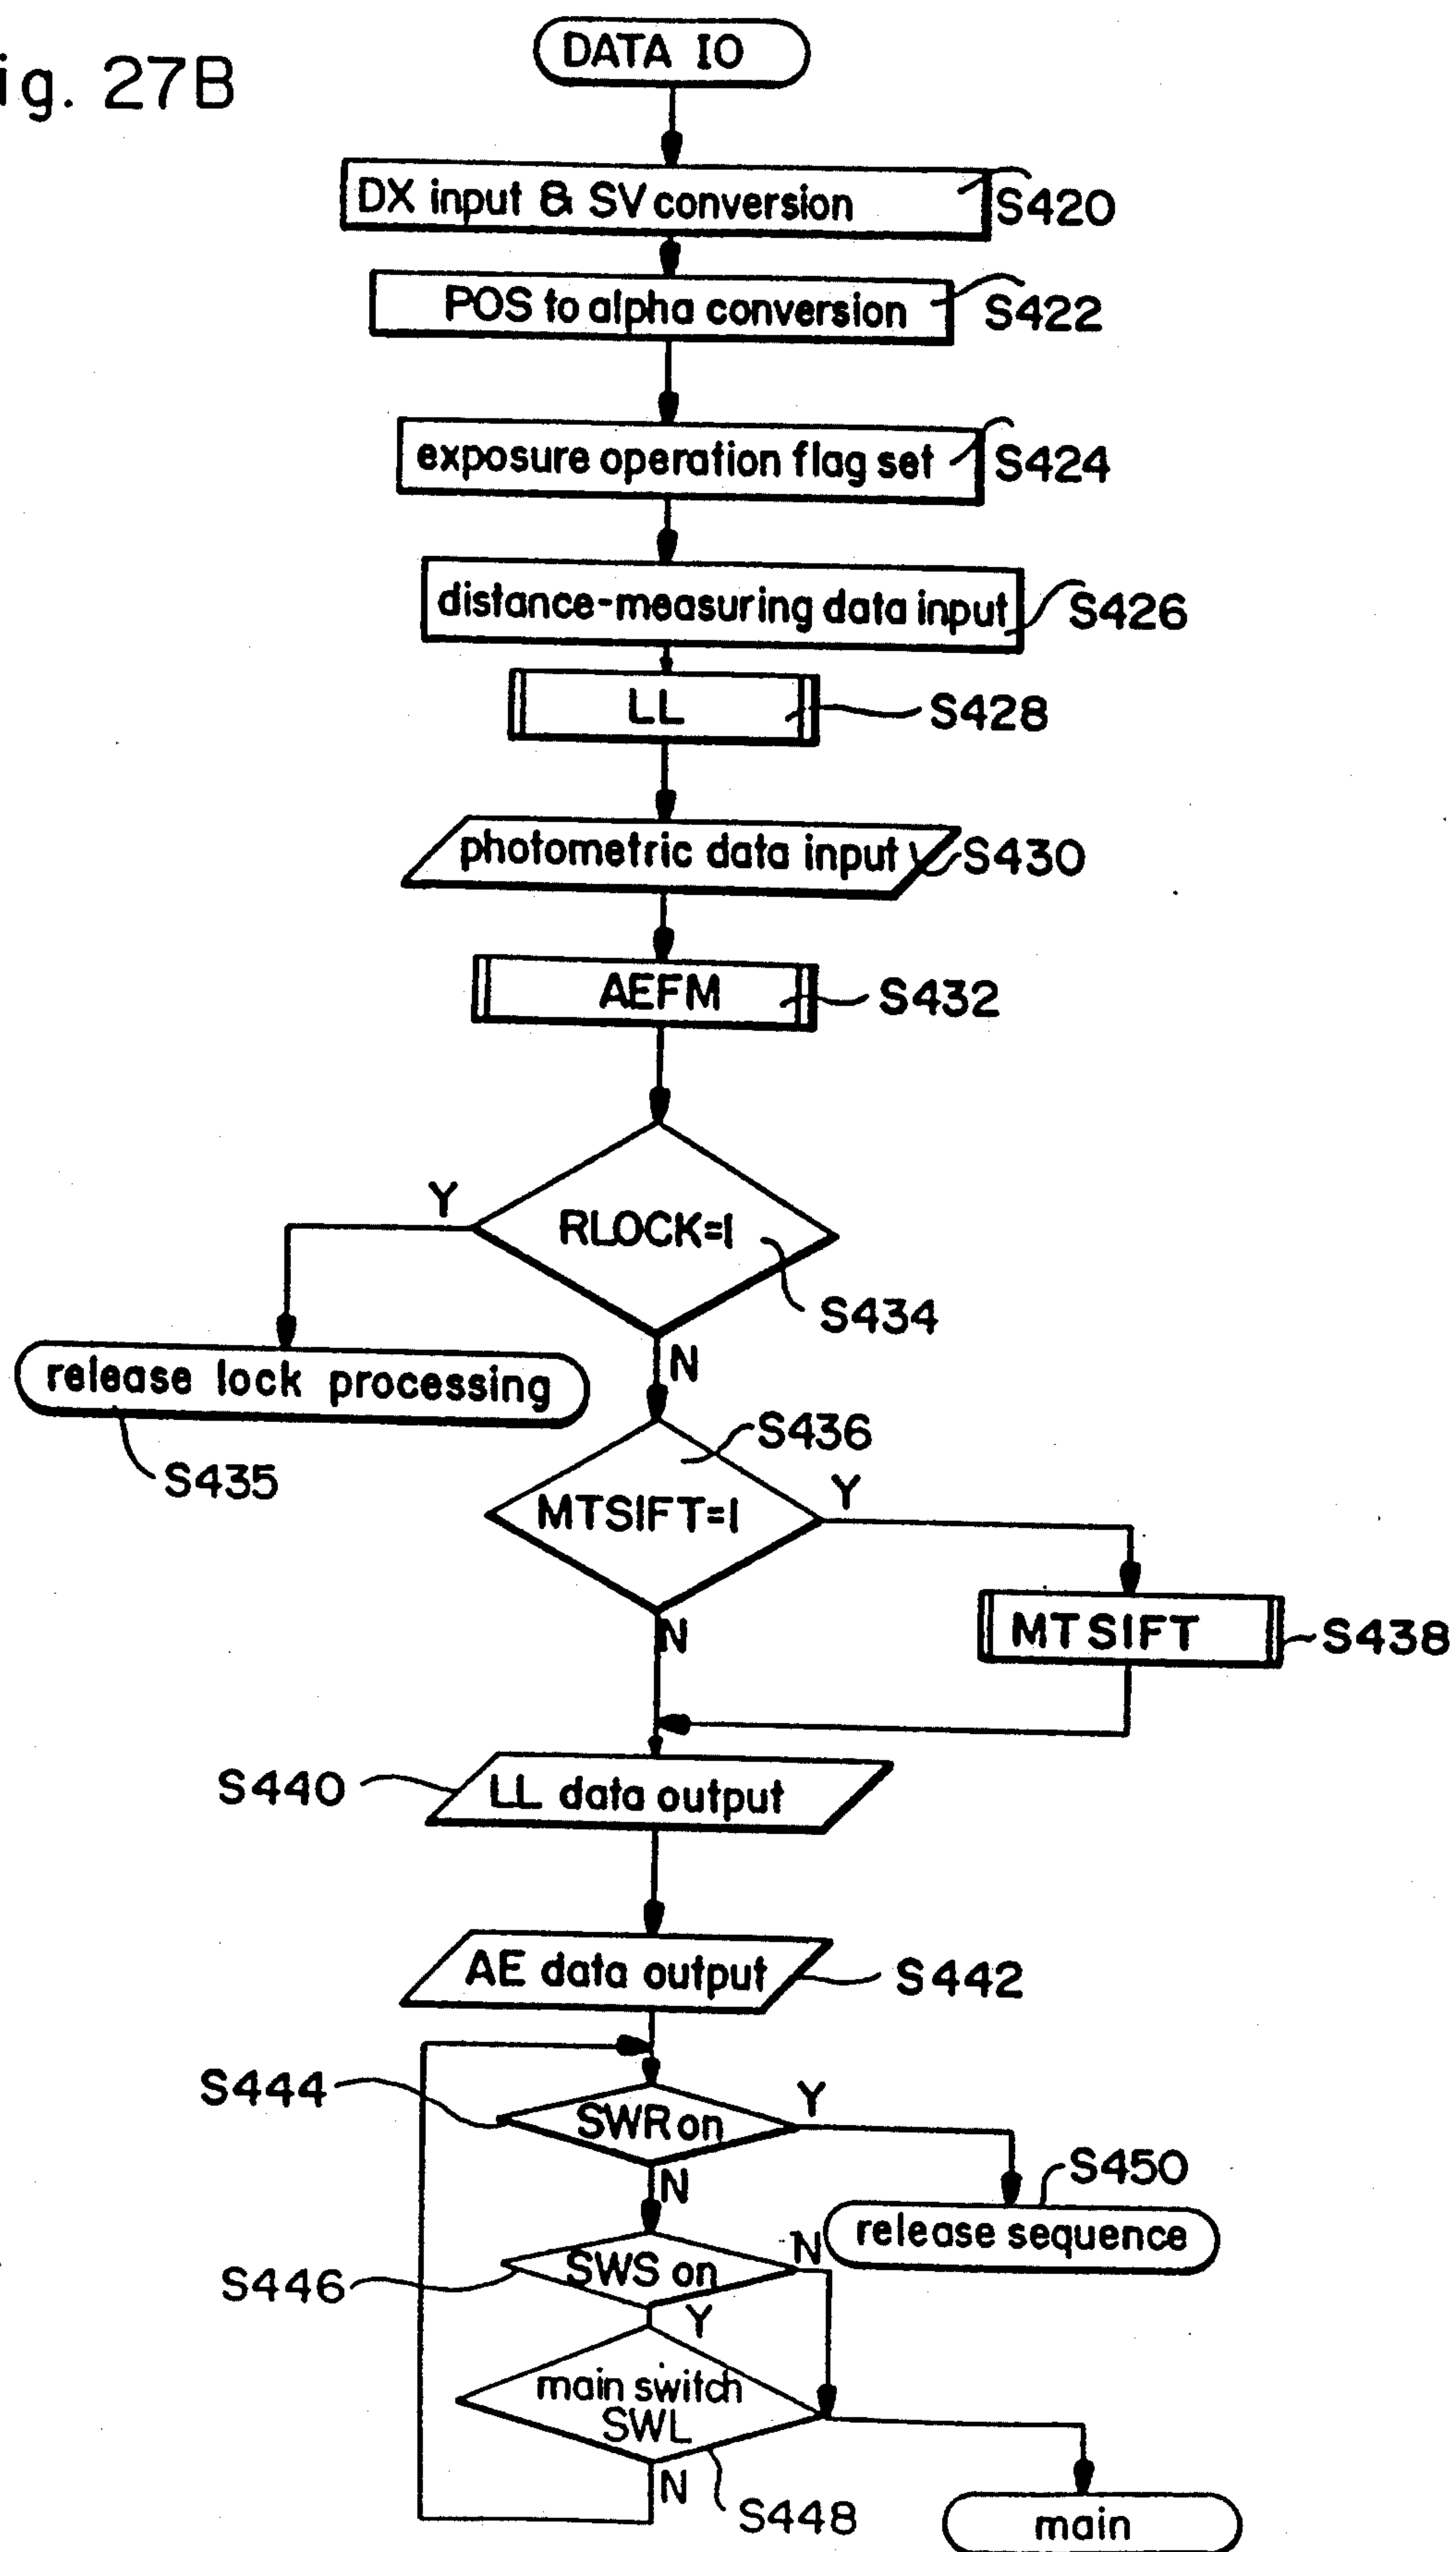 ig. 27B
DATA IO
DX input & SV conversion
S420
POS to alpha conversion
S422
exposure operation flag set
S424
distance-measuring data input
S426
LL
S428
photometric data input
S430
AEFM
S432
Y
RLOCK=1
S434
N
release lock processing
S435
S436
MTSIFT=1
Y
N
MTSIFT
S438
S440
LL data output
AE data output
S442
S444
SWR on
Y
N
S450
release sequence
S446
SWS on
N
Y
main switch
SWL
N
S448
main